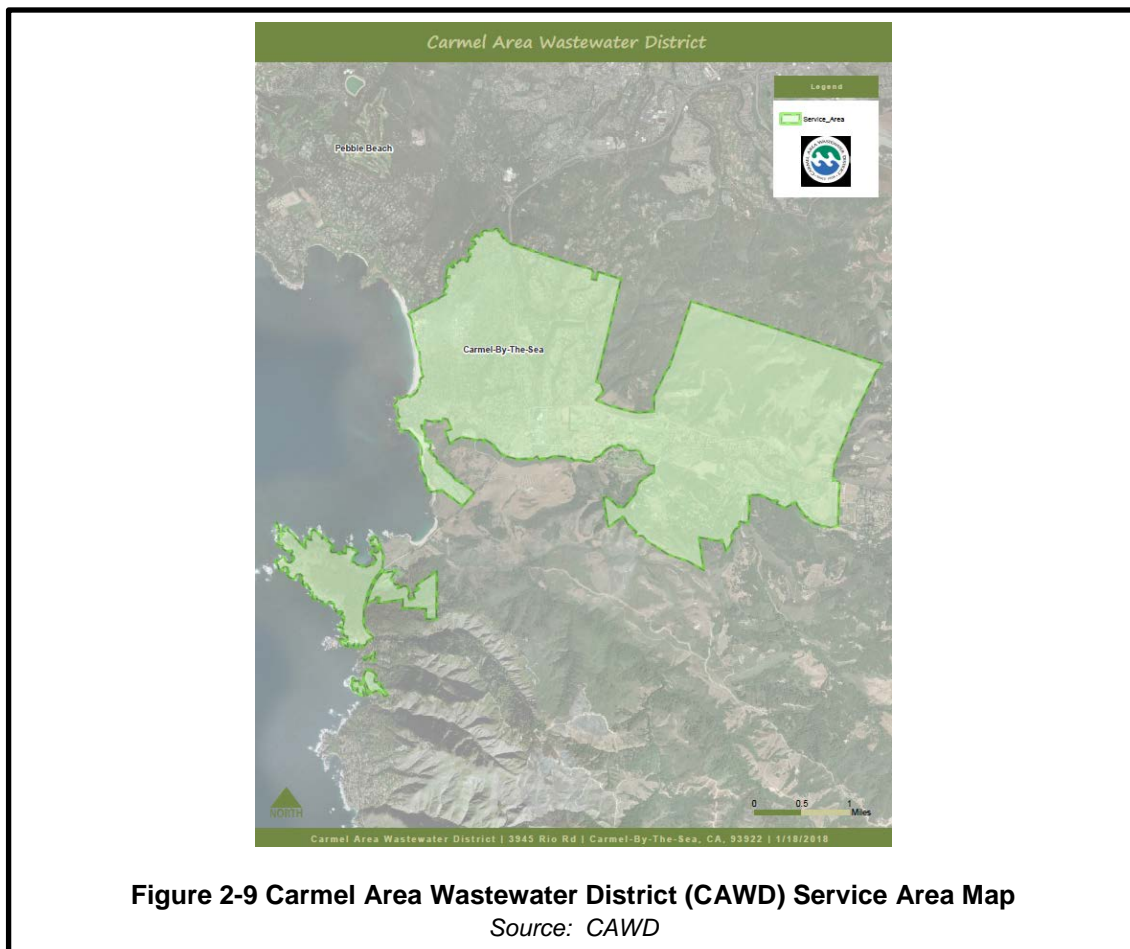 Carmel Area Wastewater District
Legend
Service_Area
Pebble Beach
Carmel-By-The-Sea
NORTH
0 0.5 1
Miles
Carmel Area Wastewater District | 3945 Rio Rd | Carmel-By-The-Sea, CA, 93922 | 1/18/2018
Figure 2-9 Carmel Area Wastewater District (CAWD) Service Area Map
Source: CAWD